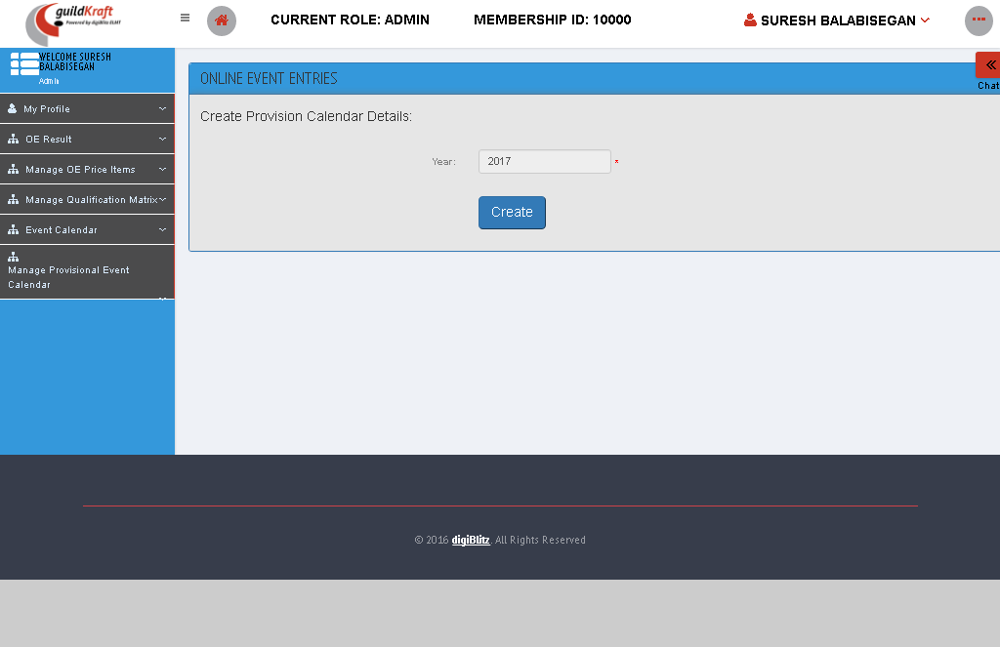 guildKraft
Powered by digiBlitz ELMT
CURRENT ROLE: ADMIN
MEMBERSHIP ID: 10000
SURESH BALABISEGAN
WELCOME SURESH
BALABISEGAN
Admin
My Profile
OE Result
Manage OE Price Items
Manage Qualification Matrix
Event Calendar
Manage Provisional Event
Calendar
ONLINE EVENT ENTRIES
Chat
Create Provision Calendar Details:
Year: 2017 *
Create
© 2016 digiBlitz. All Rights Reserved